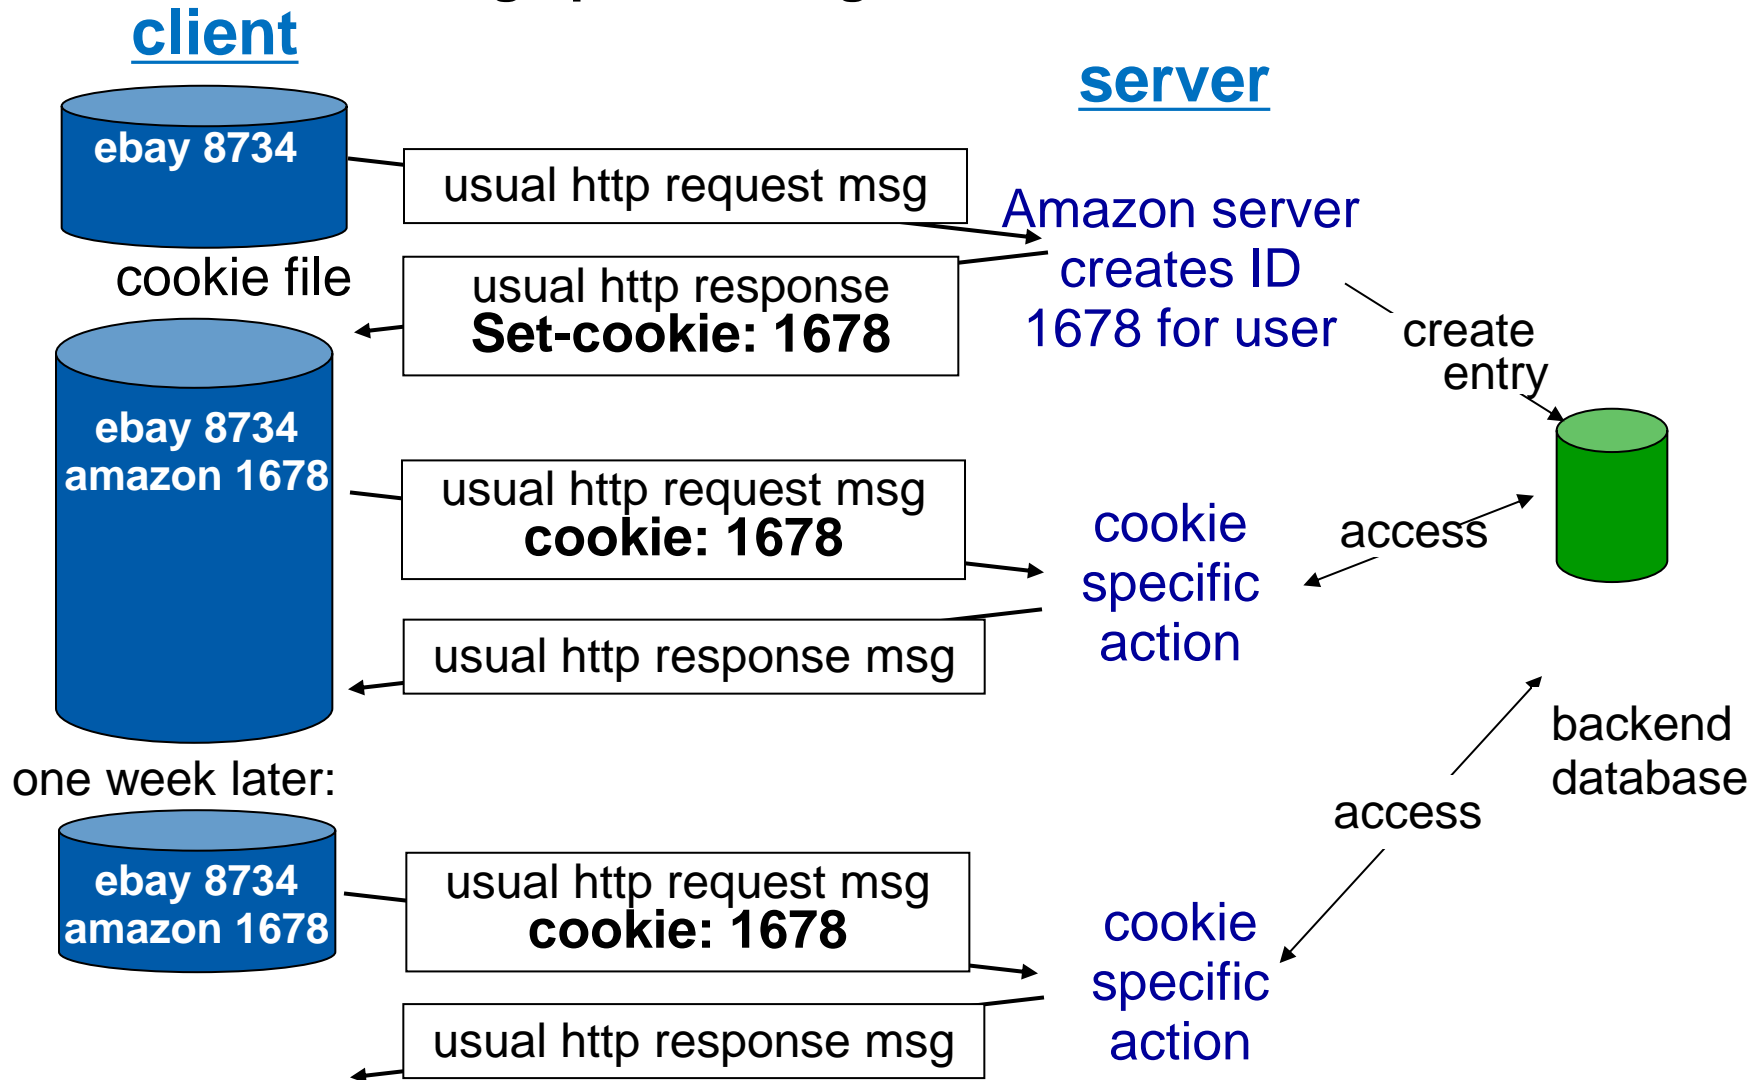 client
server
ebay 8734
usual http request msg
Amazon server
creates ID
1678 for user
cookie file
usual http response
Set-cookie: 1678
create
entry
ebay 8734
amazon 1678
usual http request msg
cookie: 1678
cookie
specific
action
access
usual http response msg
backend
database
one week later:
access
ebay 8734
amazon 1678
usual http request msg
cookie: 1678
cookie
specific
action
usual http response msg